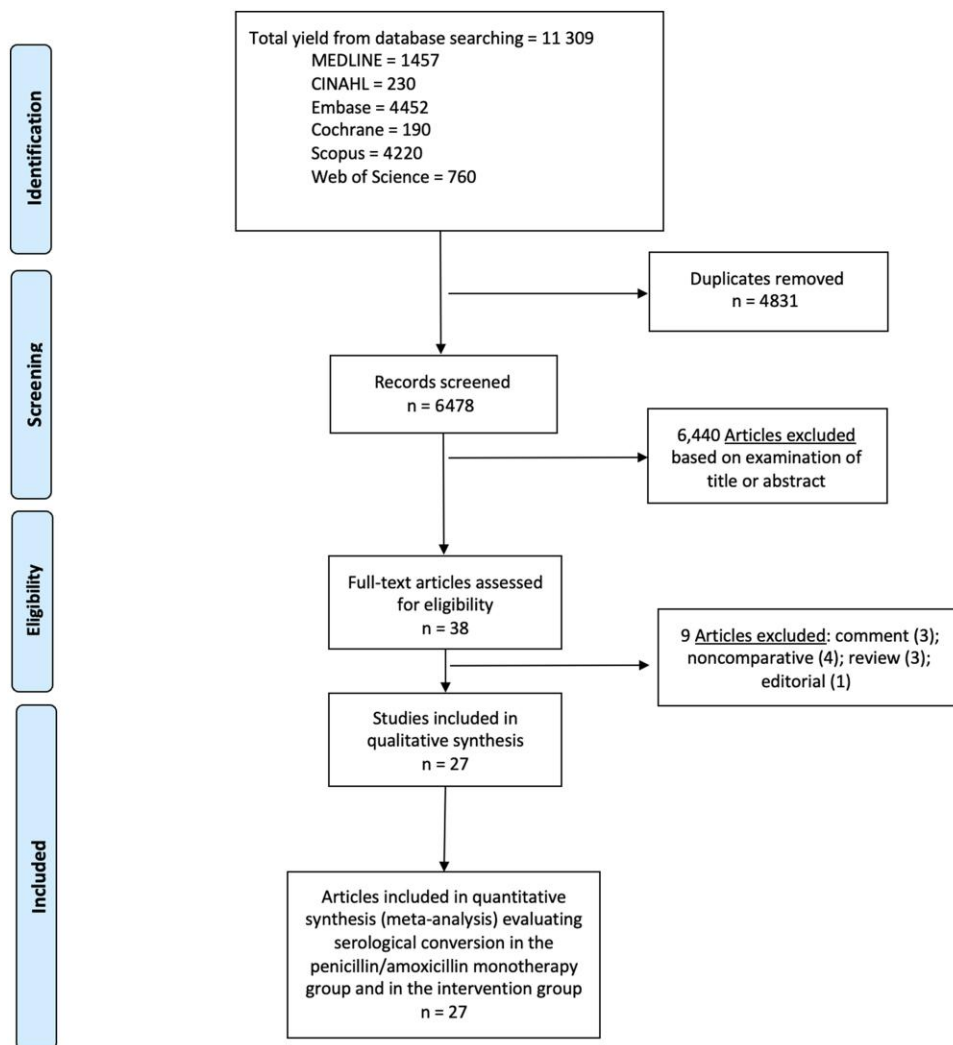 Identification
Total yield from database searching = 11 309
MEDLINE = 1457
CINAHL = 230
Embase = 4452
Cochrane = 190
Scopus = 4220
Web of Science = 760
Duplicates removed
n = 4831
Screening
Records screened
n = 6478
6,440 Articles excluded
based on examination of
title or abstract
Eligibility
Full-text articles assessed
for eligibility
n = 38
9 Articles excluded: comment (3);
noncomparative (4); review (3);
editorial (1)
Included
Studies included in
qualitative synthesis
n = 27
Articles included in quantitative
synthesis (meta-analysis) evaluating
serological conversion in the
penicillin/amoxicillin monotherapy
group and in the intervention group
n = 27